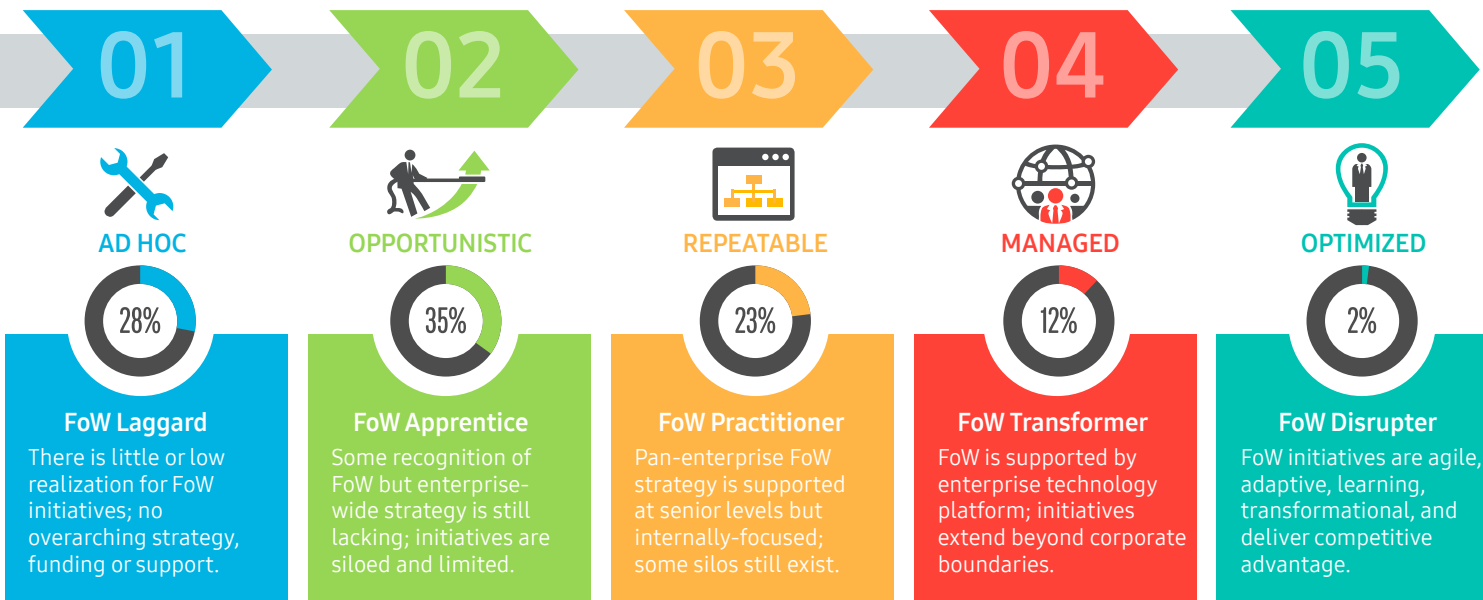 01
02
03
04
05
AD HOC
OPPORTUNISTIC
REPEATABLE
MANAGED
OPTIMIZED
28%
35%
23%
12%
2%
FoW Laggard
There is little or low
realization for FoW
initiatives; no
overarching strategy,
funding or support.
FoW Apprentice
Some recognition of
FoW but enterprise-
wide strategy is still
lacking; initiatives are
siloed and limited.
FoW Practitioner
Pan-enterprise FoW
strategy is supported
at senior levels but
internally-focused;
some silos still exist.
FoW Transformer
FoW is supported by
enterprise technology
platform; initiatives
extend beyond corporate
boundaries.
FoW Disrupter
FoW initiatives are agile,
adaptive, learning,
transformational, and
deliver competitive
advantage.